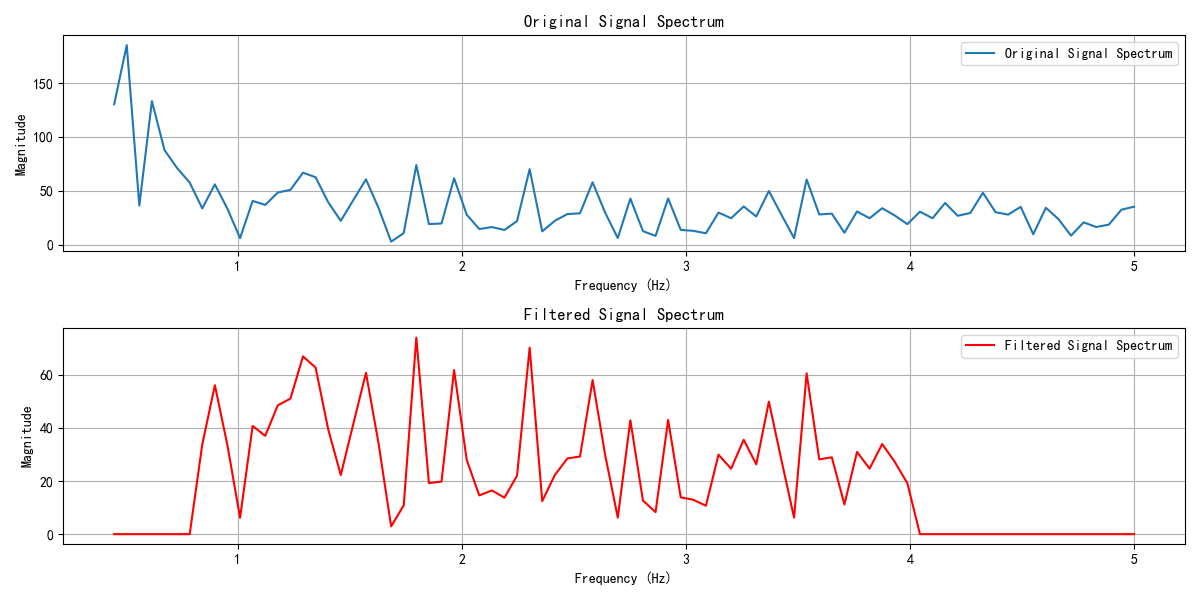 Original Signal Spectrum
Original Signal Spectrum
Magnitude
150
100
50
0
1 2 3 4 5
Frequency (Hz)
Filtered Signal Spectrum
Filtered Signal Spectrum
Magnitude
60
40
20
0
1 2 3 4 5
Frequency (Hz)